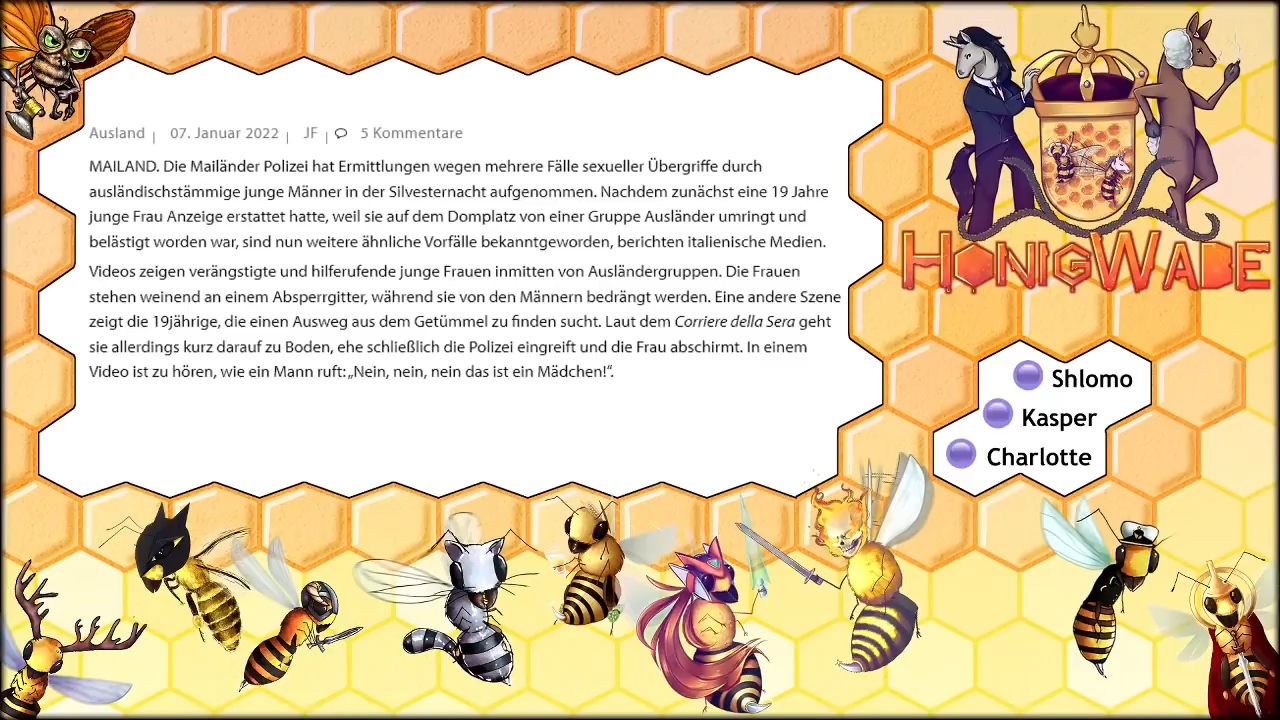 Ausland | 07. Januar 2022 | JF | 5 Kommentare
MAILAND. Die Mailänder Polizei hat Ermittlungen wegen mehrere Fälle sexueller Übergriffe durch
ausländischstämmige junge Männer in der Silvesternacht aufgenommen. Nachdem zunächst eine 19 Jahre
junge Frau Anzeige erstattet hatte, weil sie auf dem Domplatz von einer Gruppe Ausländer umringt und
belästigt worden war, sind nun weitere ähnliche Vorfälle bekanntgeworden, berichten italienische Medien.
Videos zeigen verängstigte und hilferufende junge Frauen inmitten von Ausländergruppen. Die Frauen
stehen weinend an einem Absperrgitter, während sie von den Männern bedrängt werden. Eine andere Szene
zeigt die 19jährige, die einen Ausweg aus dem Getümmel zu finden sucht. Laut dem Corriere della Sera geht
sie allerdings kurz darauf zu Boden, ehe schließlich die Polizei eingreift und die Frau abschirmt. In einem
Video ist zu hören, wie ein Mann ruft: „Nein, nein, nein das ist ein Mädchen!“.
HONIGWABE
Shlomo
Kasper
Charlotte